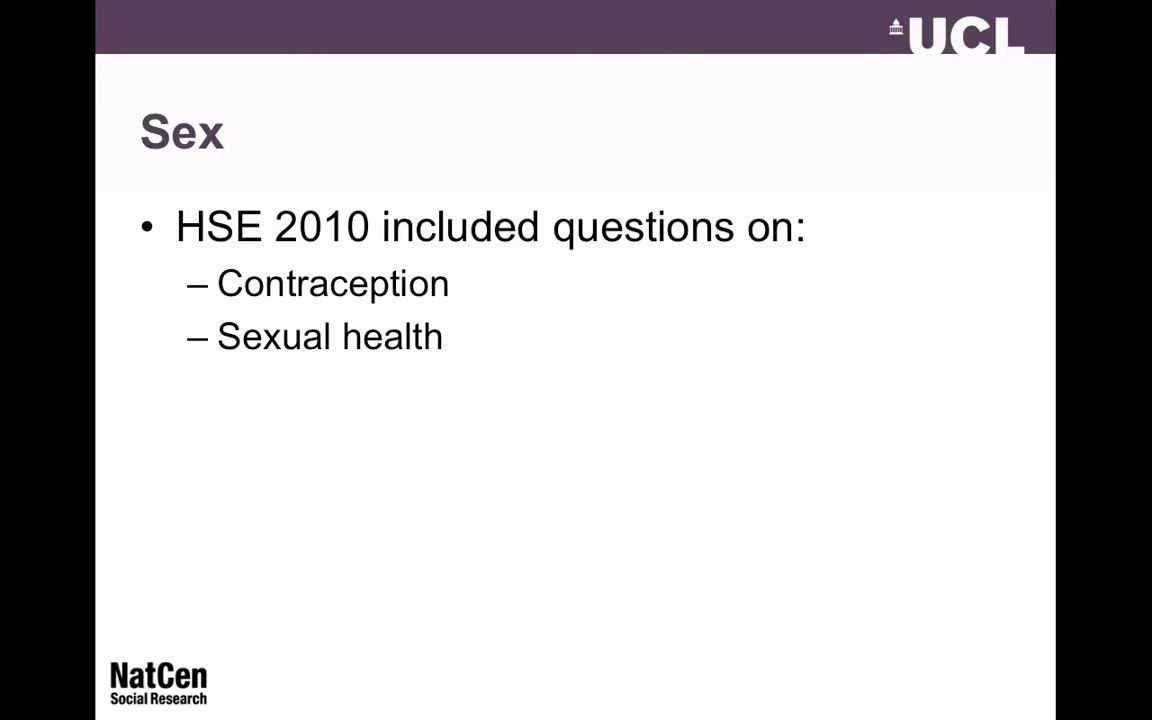 UCL
Sex
• HSE 2010 included questions on:
– Contraception
– Sexual health
NatCen
Social Research